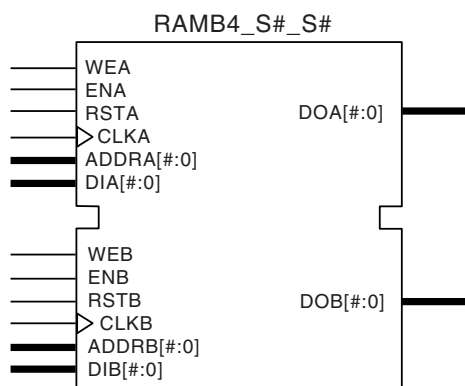 RAMB4_S#_S#
WEA
ENA
RSTA
CLKA
ADDRA[#:0]
DIA[#:0]
DOA[#:0]
WEB
ENB
RSTB
CLKB
ADDRB[#:0]
DIB[#:0]
DOB[#:0]